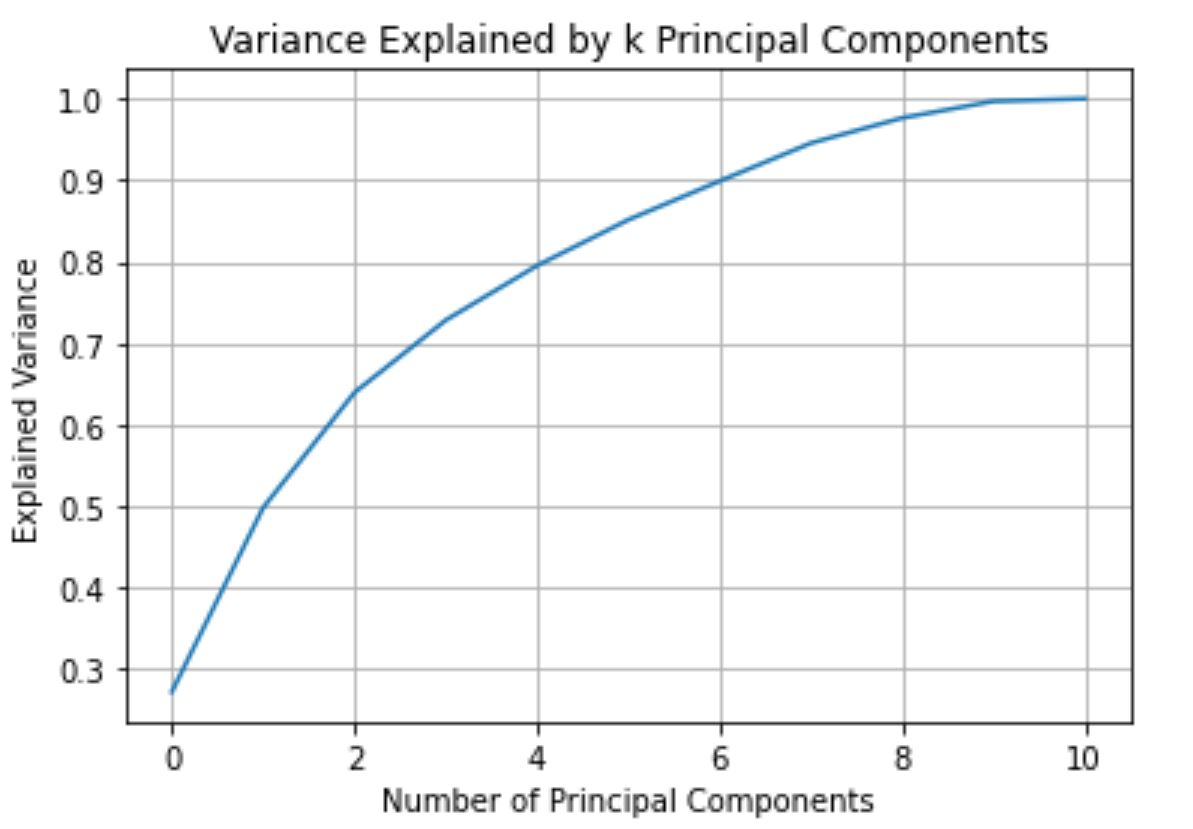 Variance Explained by k Principal Components
1.0
0.9
0.8
0.7
0.6
0.5
0.4
0.3
Explained Variance
0 2 4 6 8 10
Number of Principal Components